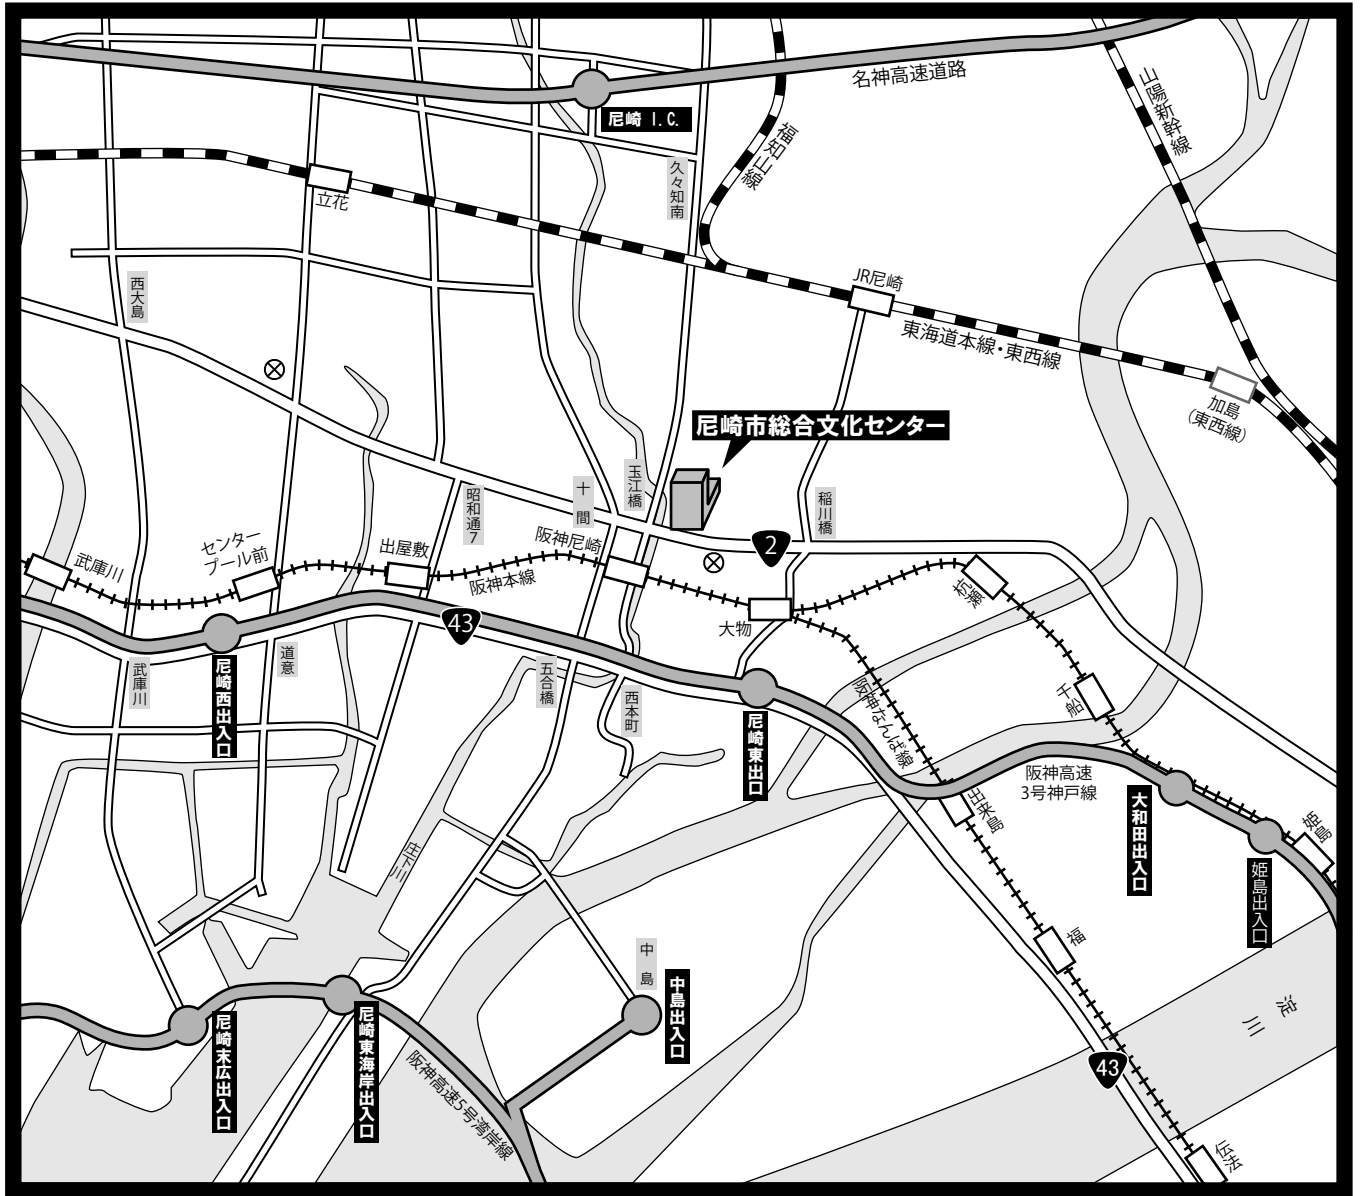 名神高速道路
山陽新幹線
尼崎 I.C.
福知山線
久々知南
立花
西大島
JR尼崎
東海道本線・東西線
加島
(東西線)
尼崎市総合文化センター
玉江橋
十間
昭和通7
稲川橋
2
センター
プール前
武庫川
出屋敷
阪神尼崎
阪神本線
杭瀬
大物
43
道意
武庫川
尼崎西出入口
五合橋
西本町
千船
阪神なんば線
尼崎東出口
阪神高速
3号神戸線
出来島
大和田出入口
姫島
姫島出入口
庄下川
福
中島
中島出入口
淀川
尼崎末広出入口
尼崎東海岸出入口
阪神高速5号湾岸線
43
伝法